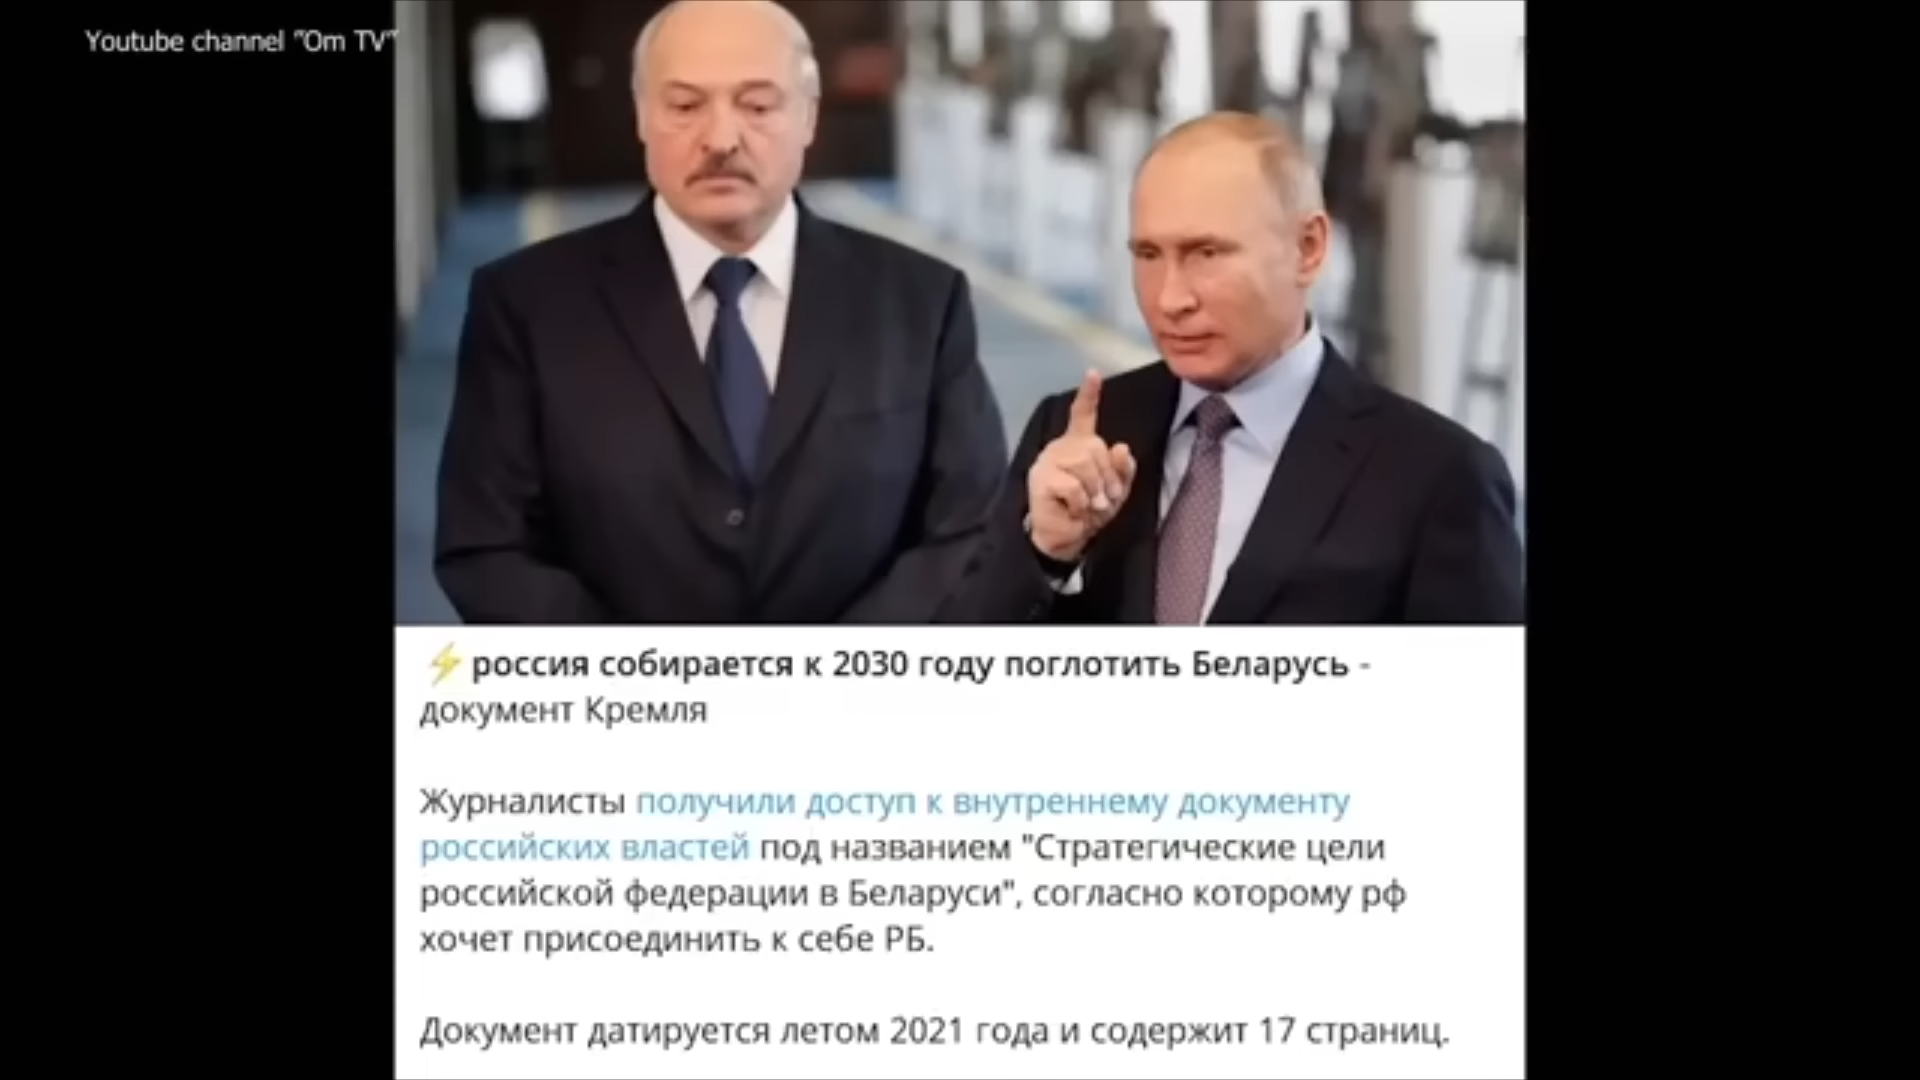 Youtube channel "Om TV"
⚡россия собирается к 2030 году поглотить Беларусь -
документ Кремля
Журналисты получили доступ к внутреннему документу
российских властей под названием "Стратегические цели
российской федерации в Беларуси", согласно которому рф
хочет присоединить к себе РБ.
Документ датируется летом 2021 года и содержит 17 страниц.